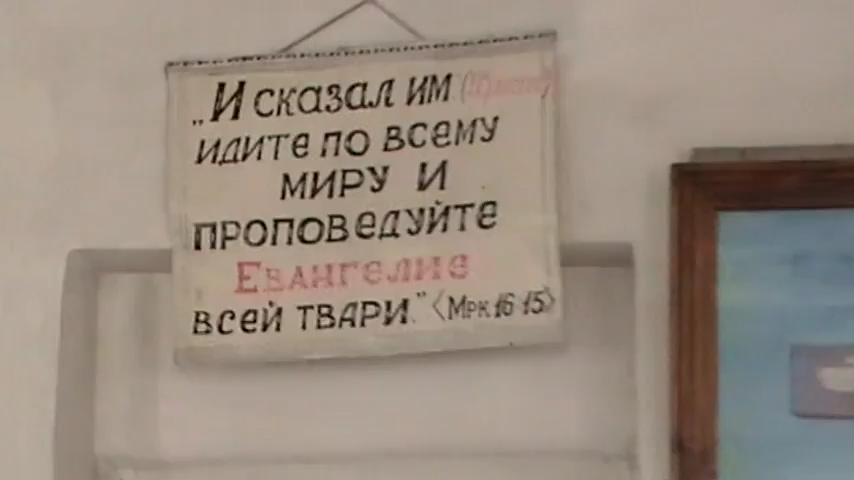 „И сказал им
идите по всему
миру и
проповедуйте
Евангелие
всей твари." <Мрк 16-15>